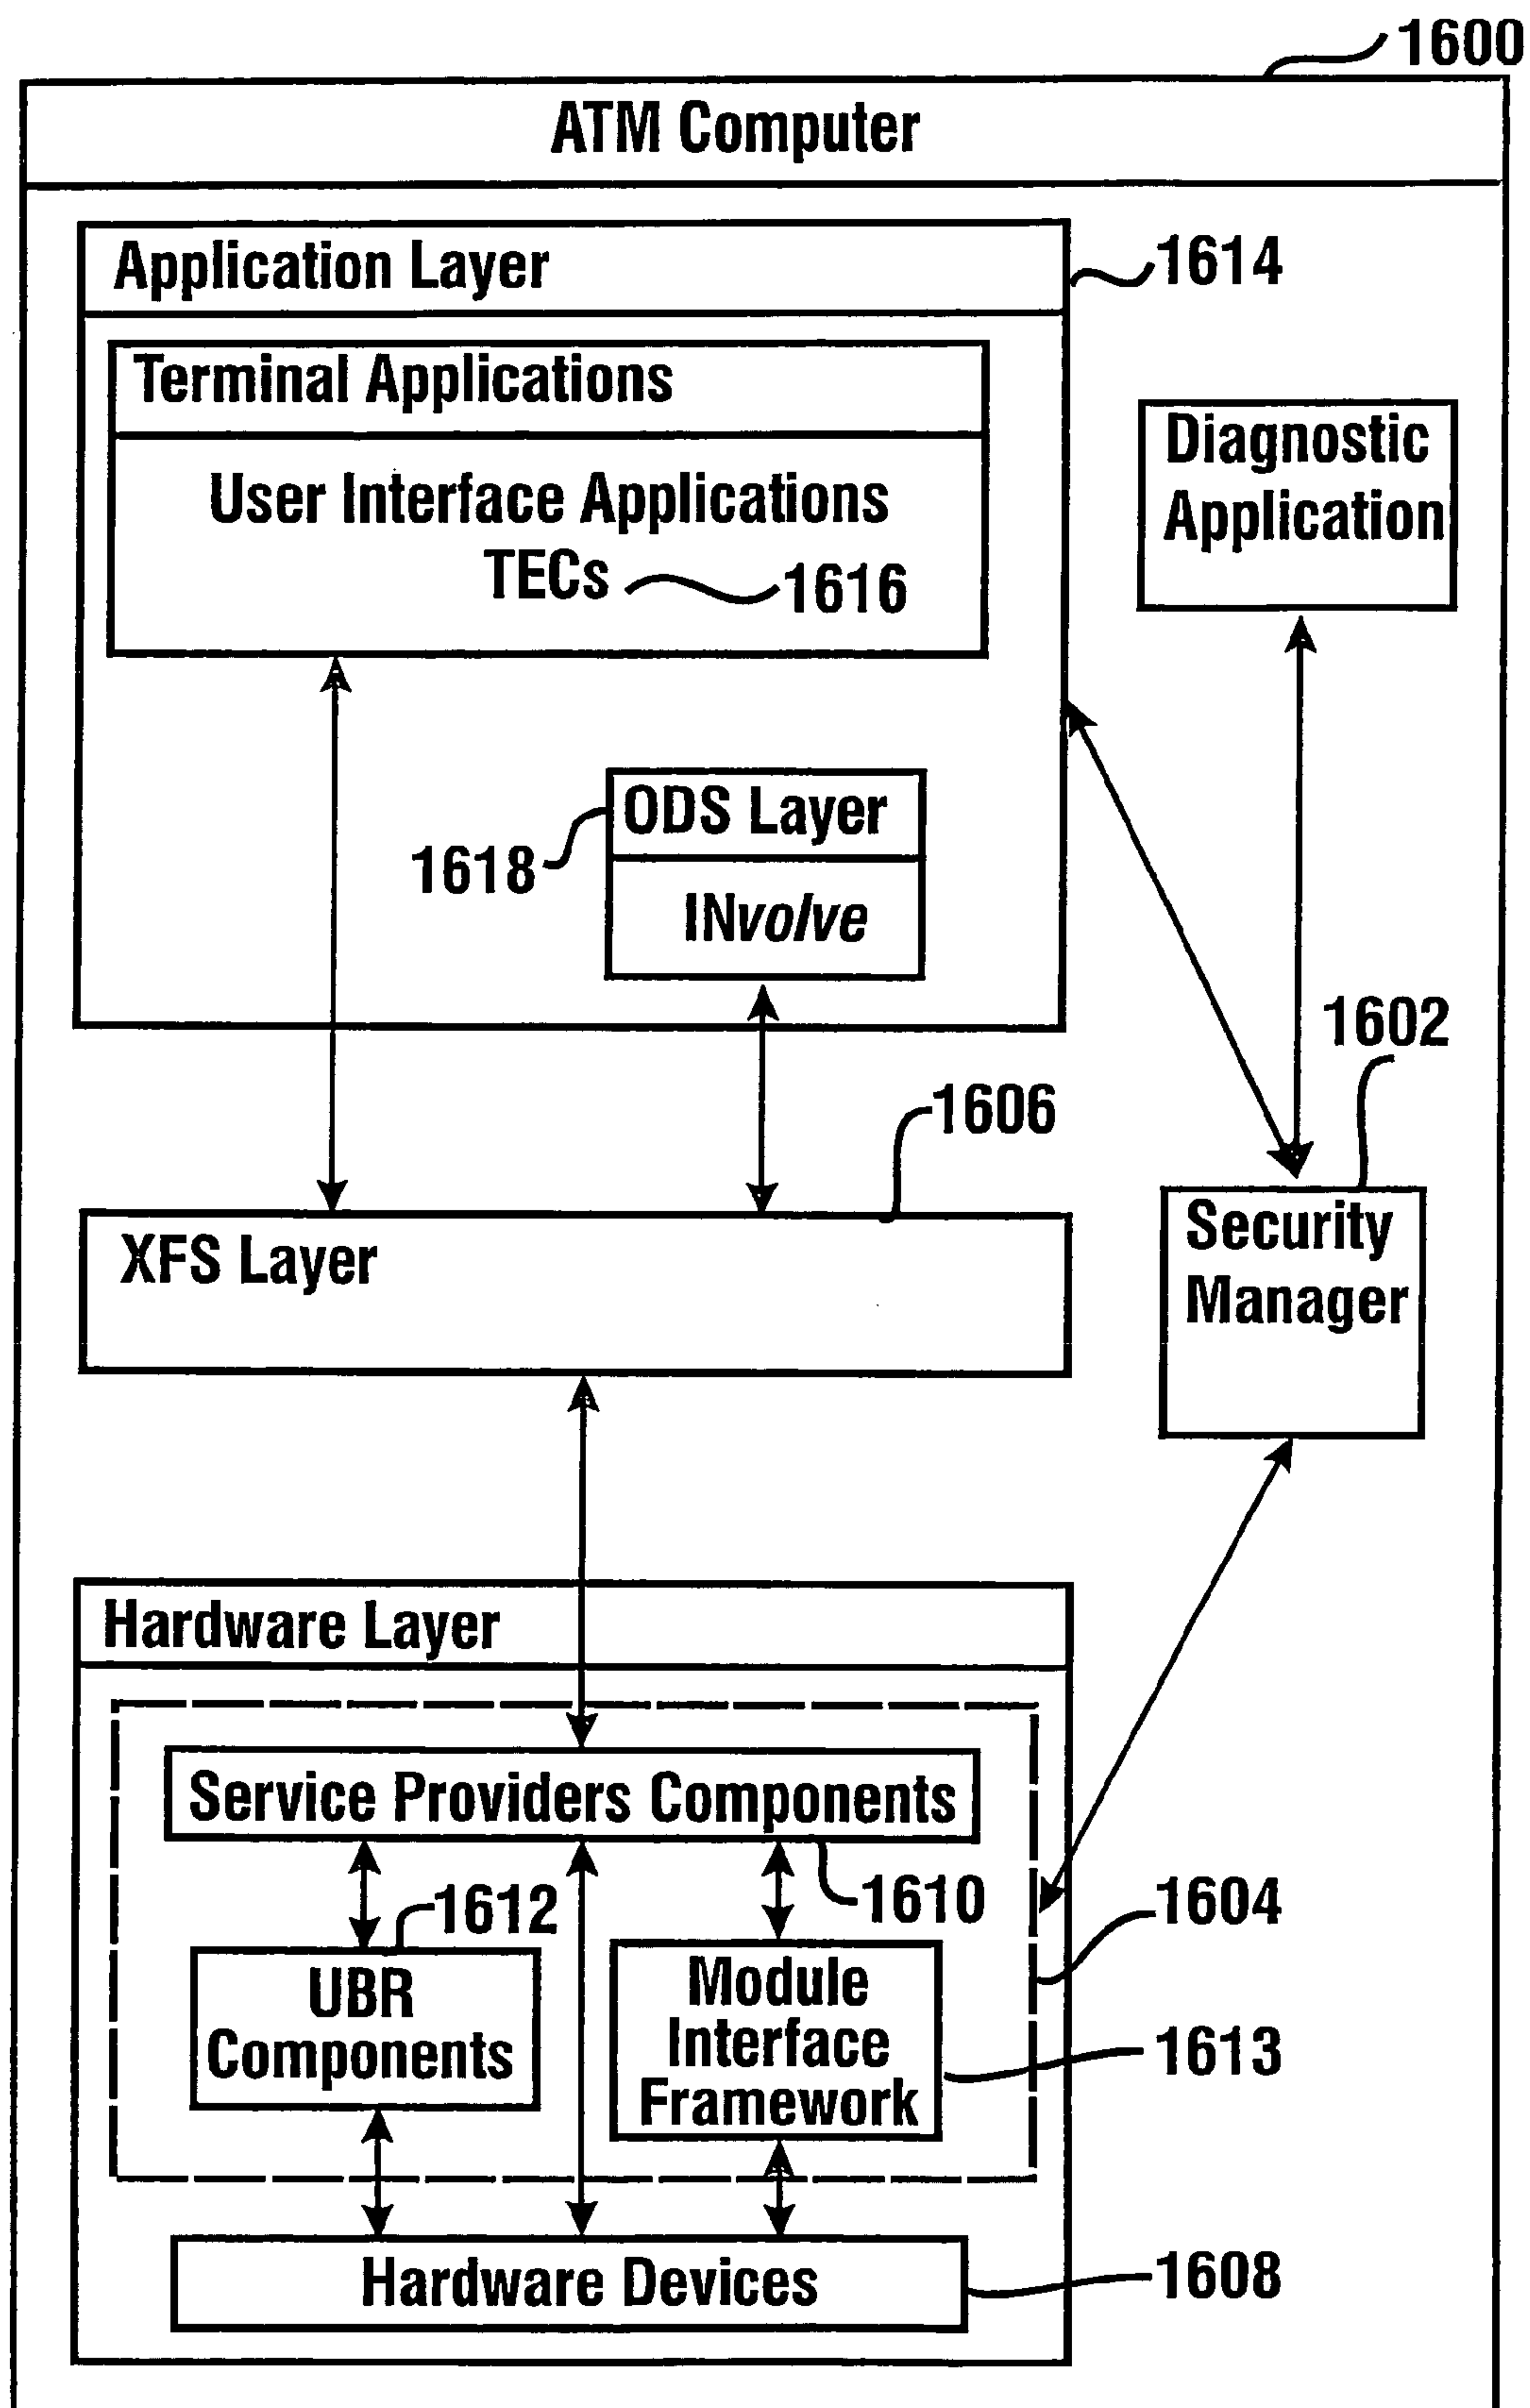 1600
ATM Computer
Application Layer
1614
Terminal Applications
User Interface Applications
TECs
1616
Diagnostic
Application
ODS Layer
1618
INvolve
1602
1606
XFS Layer
Security
Manager
Hardware Layer
Service Providers Components
1610
1604
1612
UBR
Components
Module
Interface
Framework
1613
Hardware Devices
1608